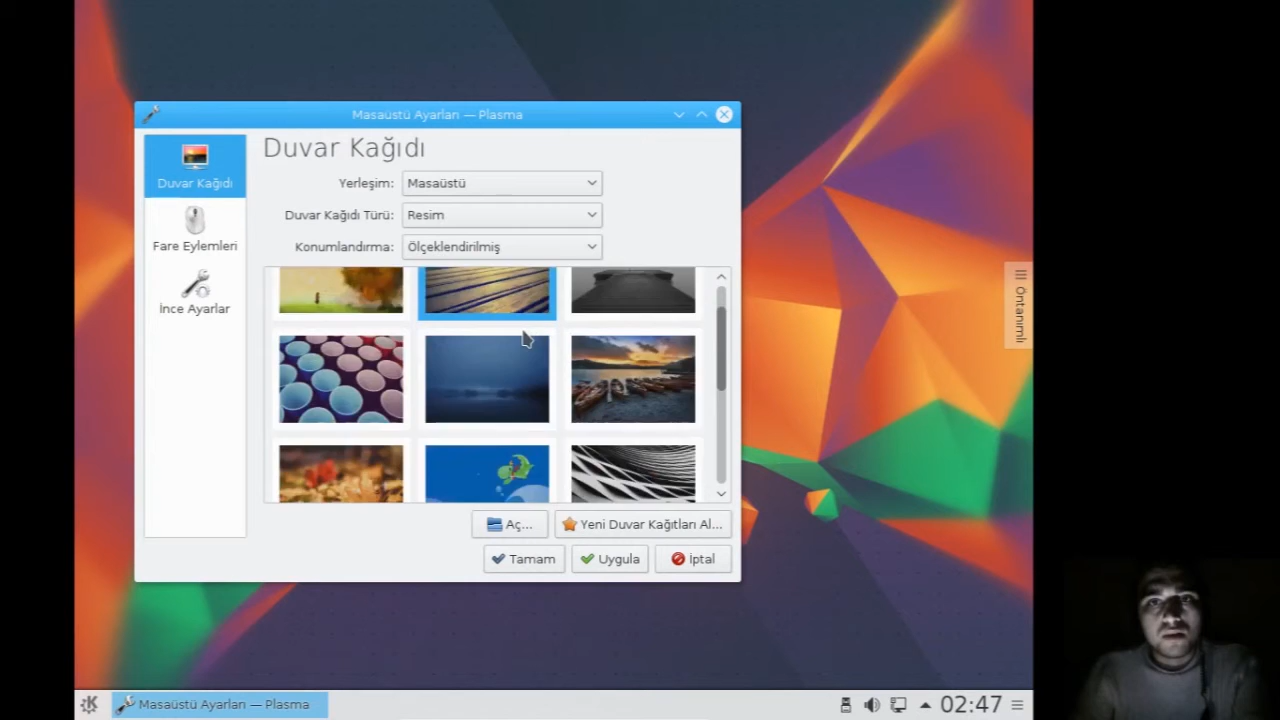 Masaüstü Ayarları — Plasma
Duvar Kağıdı
Duvar Kağıdı
Yerleşim: Masaüstü
Duvar Kağıdı Türü: Resim
Fare Eylemleri
Konumlandırma: Ölçeklendirilmiş
İnce Ayarlar
Öntanımlı
Aç...
Yeni Duvar Kağıtları Al...
Tamam
Uygula
İptal
Masaüstü Ayarları — Plasma
02:47